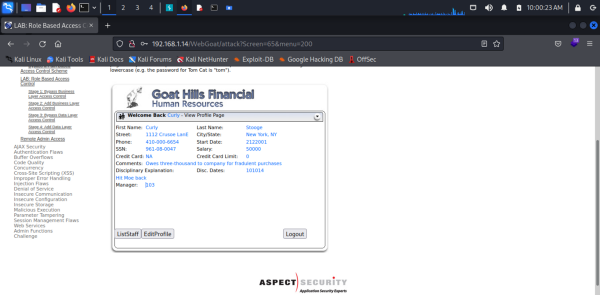 1 2 3 4
10:00:23 AM
LAB: Role Based Access C
192.168.1.14/WebGoat/attack?Screen=65&menu=200
Kali Linux Kali Tools Kali Docs Kali Forums Kali NetHunter Exploit-DB Google Hacking DB OffSec
Access Control Scheme
LAB: Role Based Access
Control
Stage 1: Bypass Business
Layer Access Control
Stage 2: Add Business Layer
Access Control
Stage 3: Bypass Data Layer
Access Control
Stage 4: Add Data Layer
Access Control
Remote Admin Access
AJAX Security
Authentication Flaws
Buffer Overflows
Code Quality
Concurrency
Cross-Site Scripting (XSS)
Improper Error Handling
Injection Flaws
Denial of Service
Insecure Communication
Insecure Configuration
Insecure Storage
Malicious Execution
Parameter Tampering
Session Management Flaws
Web Services
Admin Functions
Challenge
lowercase (e.g. the password for Tom Cat is "tom").
Goat Hills Financial
Human Resources
Welcome Back Curly - View Profile Page
First Name: Curly Last Name: Stooge
Street: 1112 Crusoe Lane City/State: New York, NY
Phone: 410-000-6654 Start Date: 2122001
SSN: 961-08-0047 Salary: 50000
Credit Card: NA Credit Card Limit: 0
Comments: Owes three-thousand to company for fradulent purchases
Disciplinary Explanation: Disc. Dates: 101014
Hit Moe back
Manager: 103
ListStaff EditProfile Logout
ASPECT SECURITY
Application Security Experts